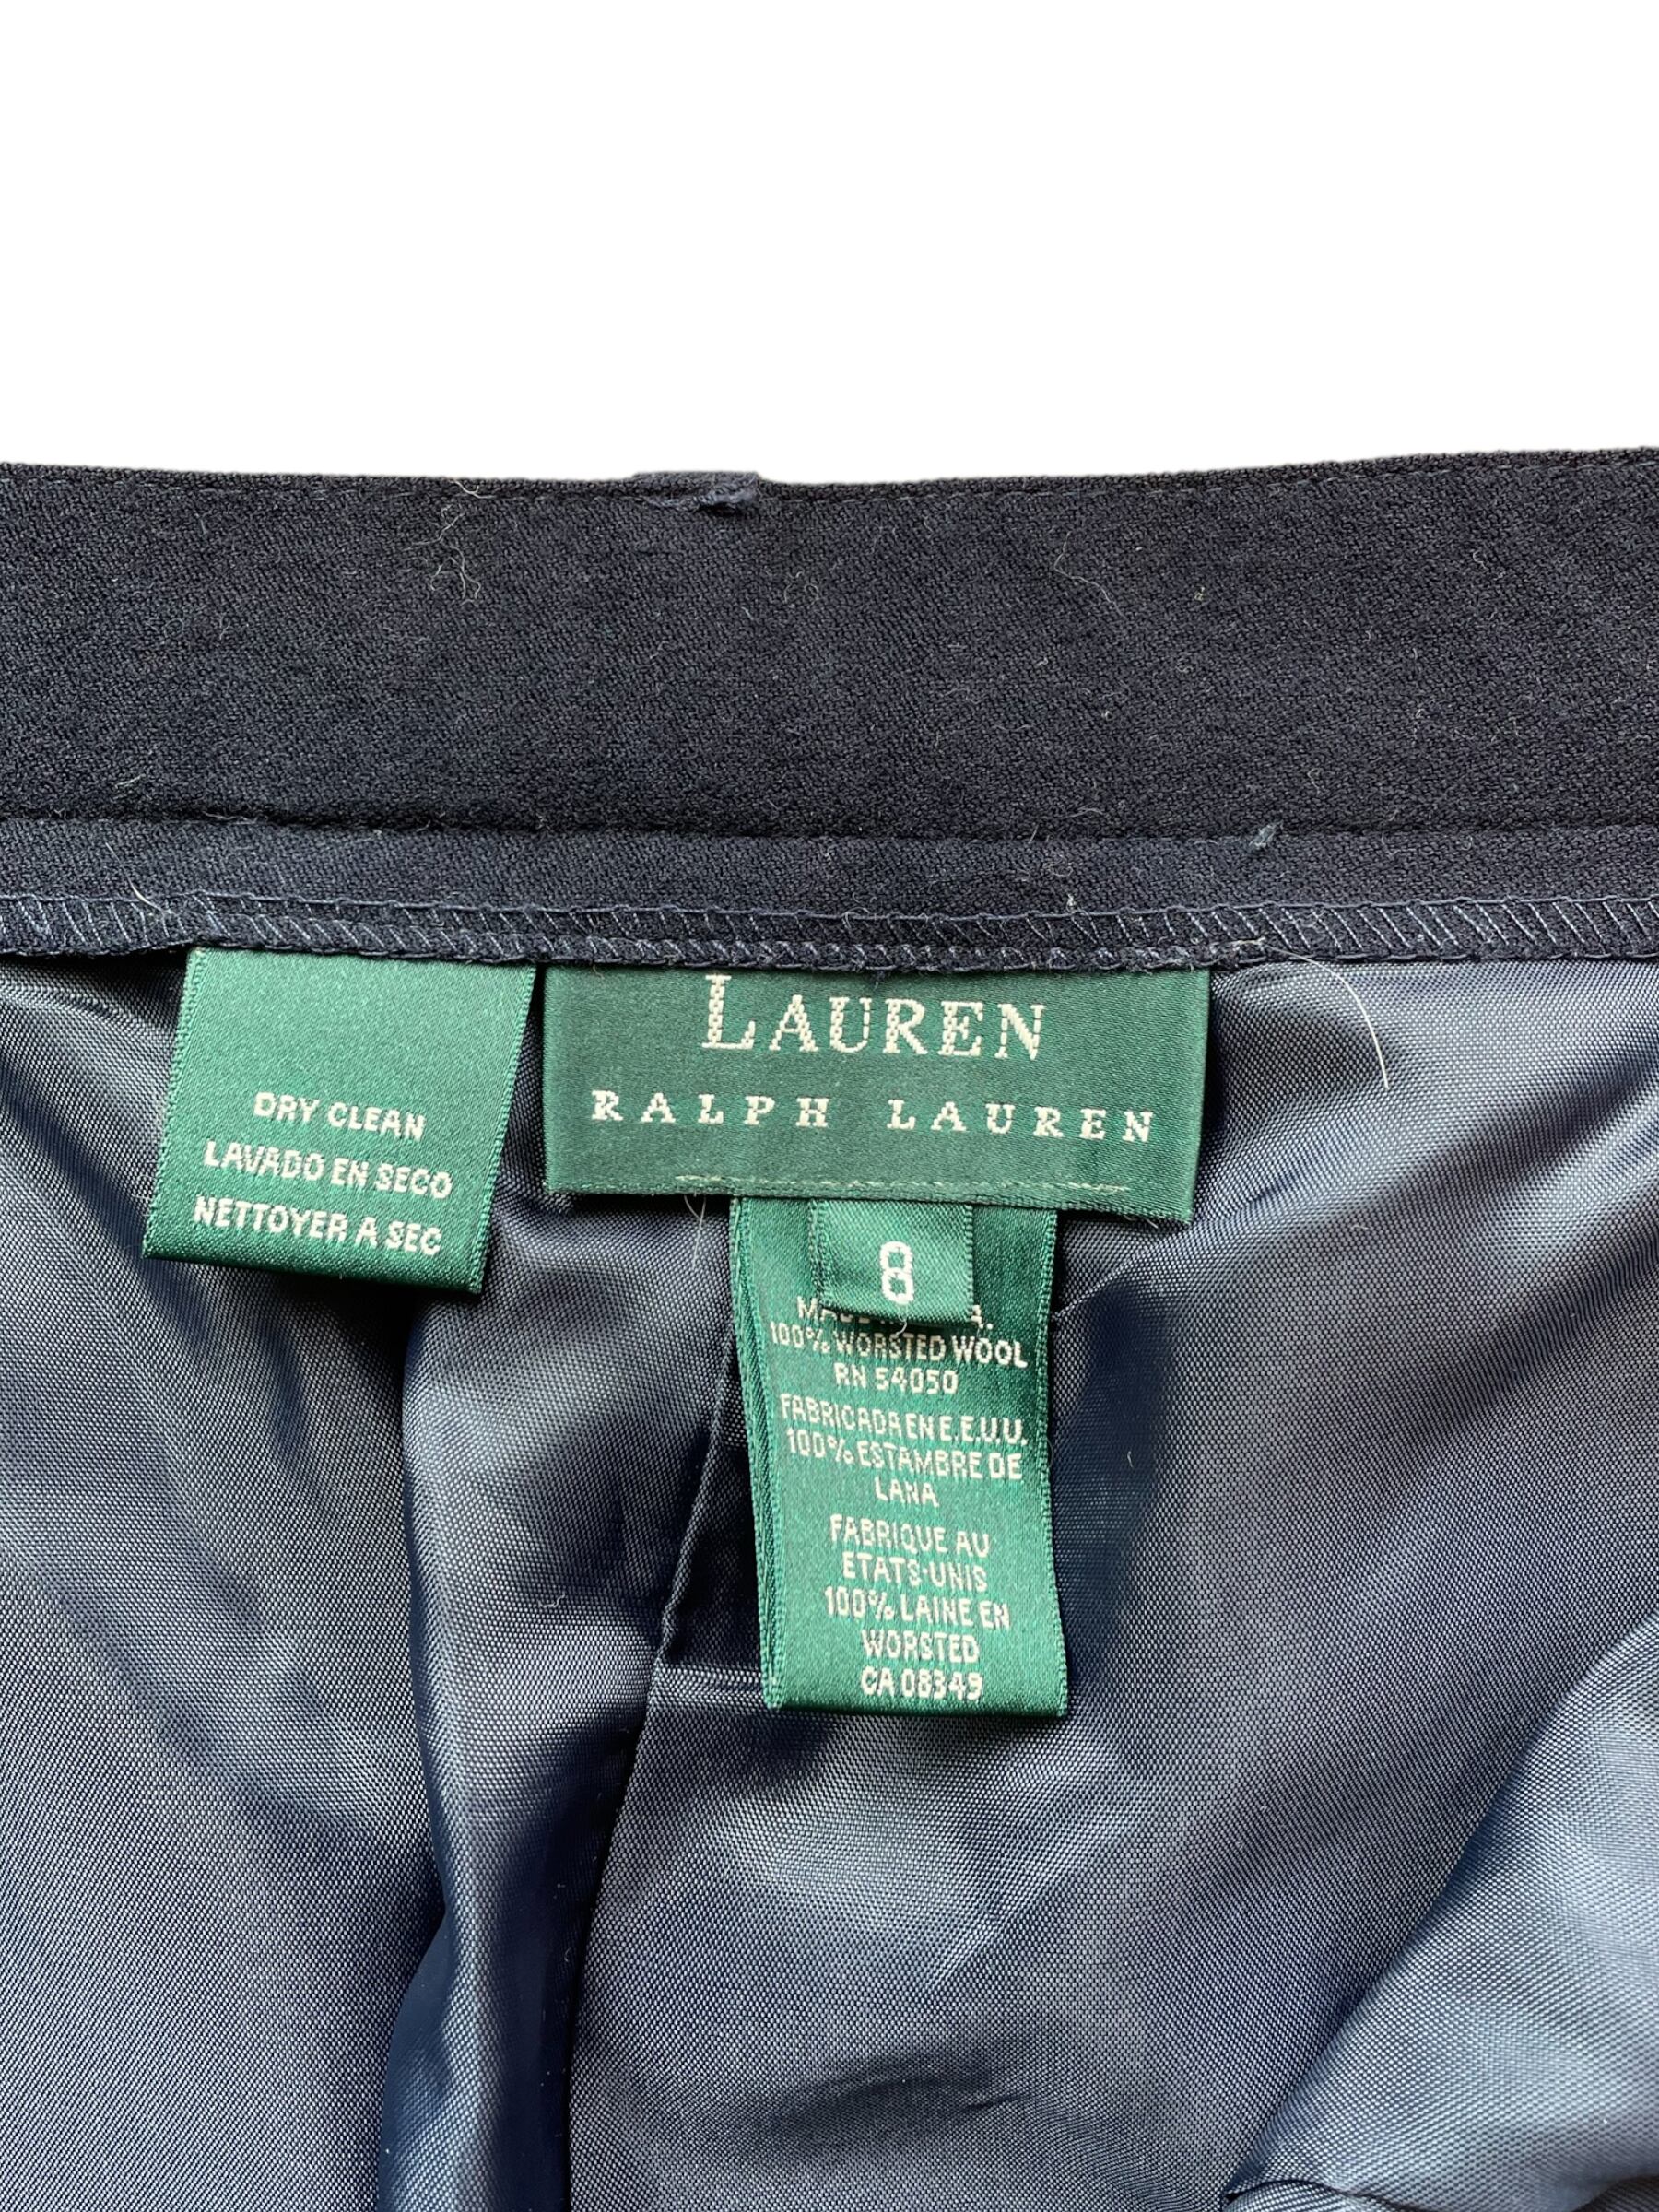 DRY CLEAN
LAVADO EN SECO
NETTOYER A SEC
LAUREN
RALPH LAUREN
8
100% WORSTED WOOL
RN 54050
FABRICADA EN E.E.U.U.
100% ESTAMBRE DE
LANA
FABRIQUE AU
ETATS-UNIS
100% LAINE EN
WORSTED
CA 08349